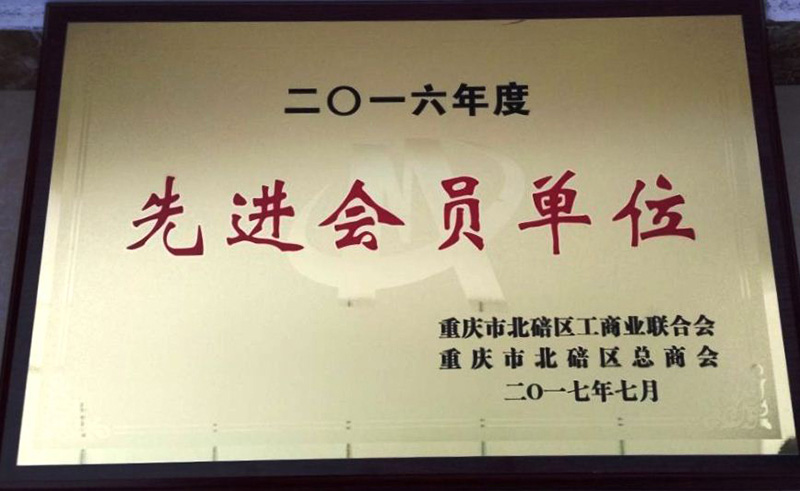 二〇一六年度
先进会员单位
重庆市北碚区工商业联合会
重庆市北碚区总商会
二〇一七年七月